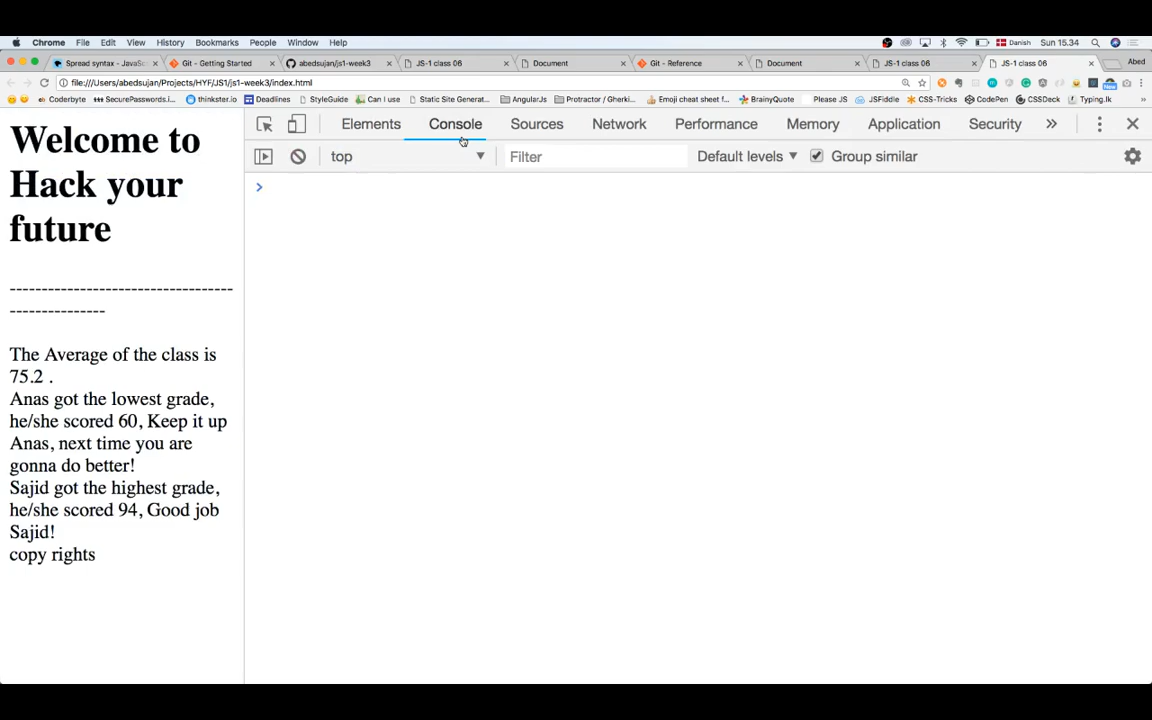 Chrome File Edit View History Bookmarks People Window Help Danish Sun 15.34
Spread syntax - JavaSc Git - Getting Started abedsujan/js1-week3 JS-1 class 06 Document Git - Reference Document JS-1 class 06 JS-1 class 06 Abed
file:///Users/abedsujan/Projects/HYF/JS1/js1-week3/index.html
Coderbyte SecurePasswords.i... thinkster.io Deadlines StyleGuide Can I use Static Site Generat... AngularJs Protractor / Gherki... Emoji cheat sheet f... BrainyQuote Please JS JSFiddle CSS-Tricks CodePen CSSDeck Typing.lk
Elements Console Sources Network Performance Memory Application Security »
top Filter Default levels Group similar
>
Welcome to
Hack your
future
-----------------------------------
---------------
The Average of the class is
75.2 .
Anas got the lowest grade,
he/she scored 60, Keep it up
Anas, next time you are
gonna do better!
Sajid got the highest grade,
he/she scored 94, Good job
Sajid!
copy rights